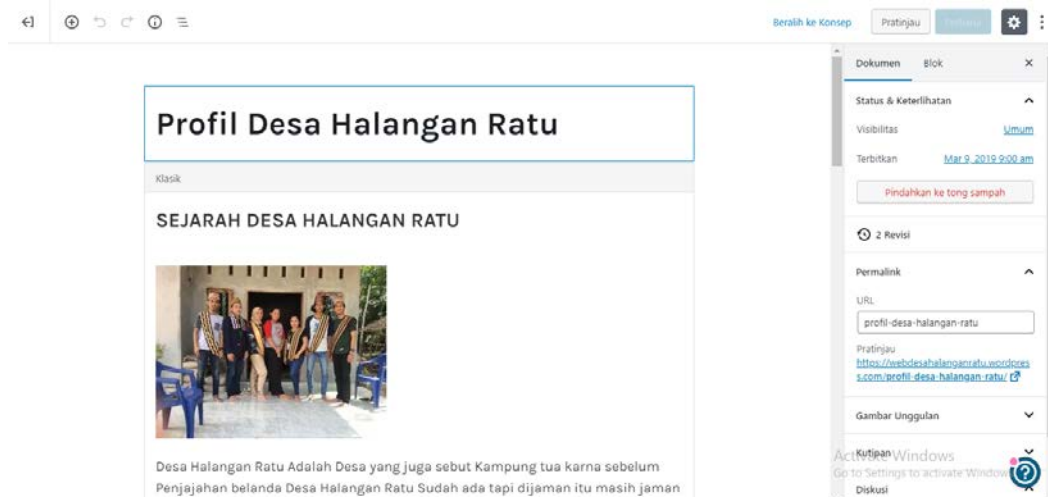 Beralih ke Konsep
Pratinjau
Dokumen Blok
Status & Keterlihatan
Visibilitas Umum
Terbitkan Mar 9, 2019 9:00 am
Pindahkan ke tong sampah
2 Revisi
Permalink
URL
profil-desa-halangan-ratu
Pratinjau
https://webdesahalanganratu.wordpres
s.com/profil-desa-halangan-ratu/
Gambar Unggulan
Kutipan
Diskusi
Activate Windows
Go to Settings to activate Window
Profil Desa Halangan Ratu
Klasik
SEJARAH DESA HALANGAN RATU
Desa Halangan Ratu Adalah Desa yang juga sebut Kampung tua karna sebelum
Penjajahan belanda Desa Halangan Ratu Sudah ada tapi dijaman itu masih jaman